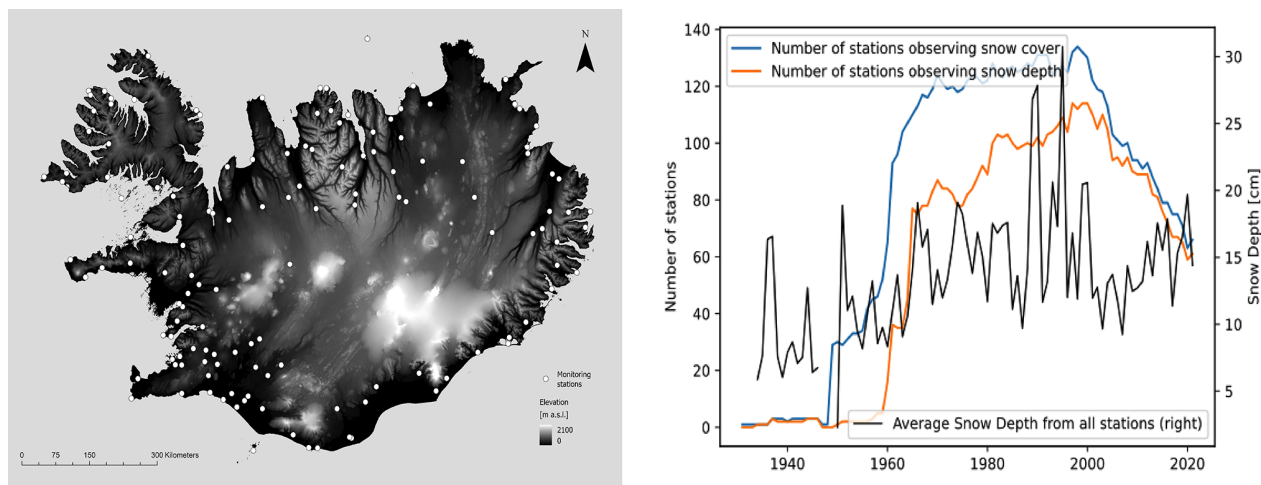 N
Monitoring
stations
Elevation
[m a.s.l.]
2100
0
0 75 150 300 Kilometers
Number of stations observing snow cover
Number of stations observing snow depth
Average Snow Depth from all stations (right)
Number of stations
140
120
100
80
60
40
20
0
Snow Depth [cm]
30
25
20
15
10
5
1940 1960 1980 2000 2020